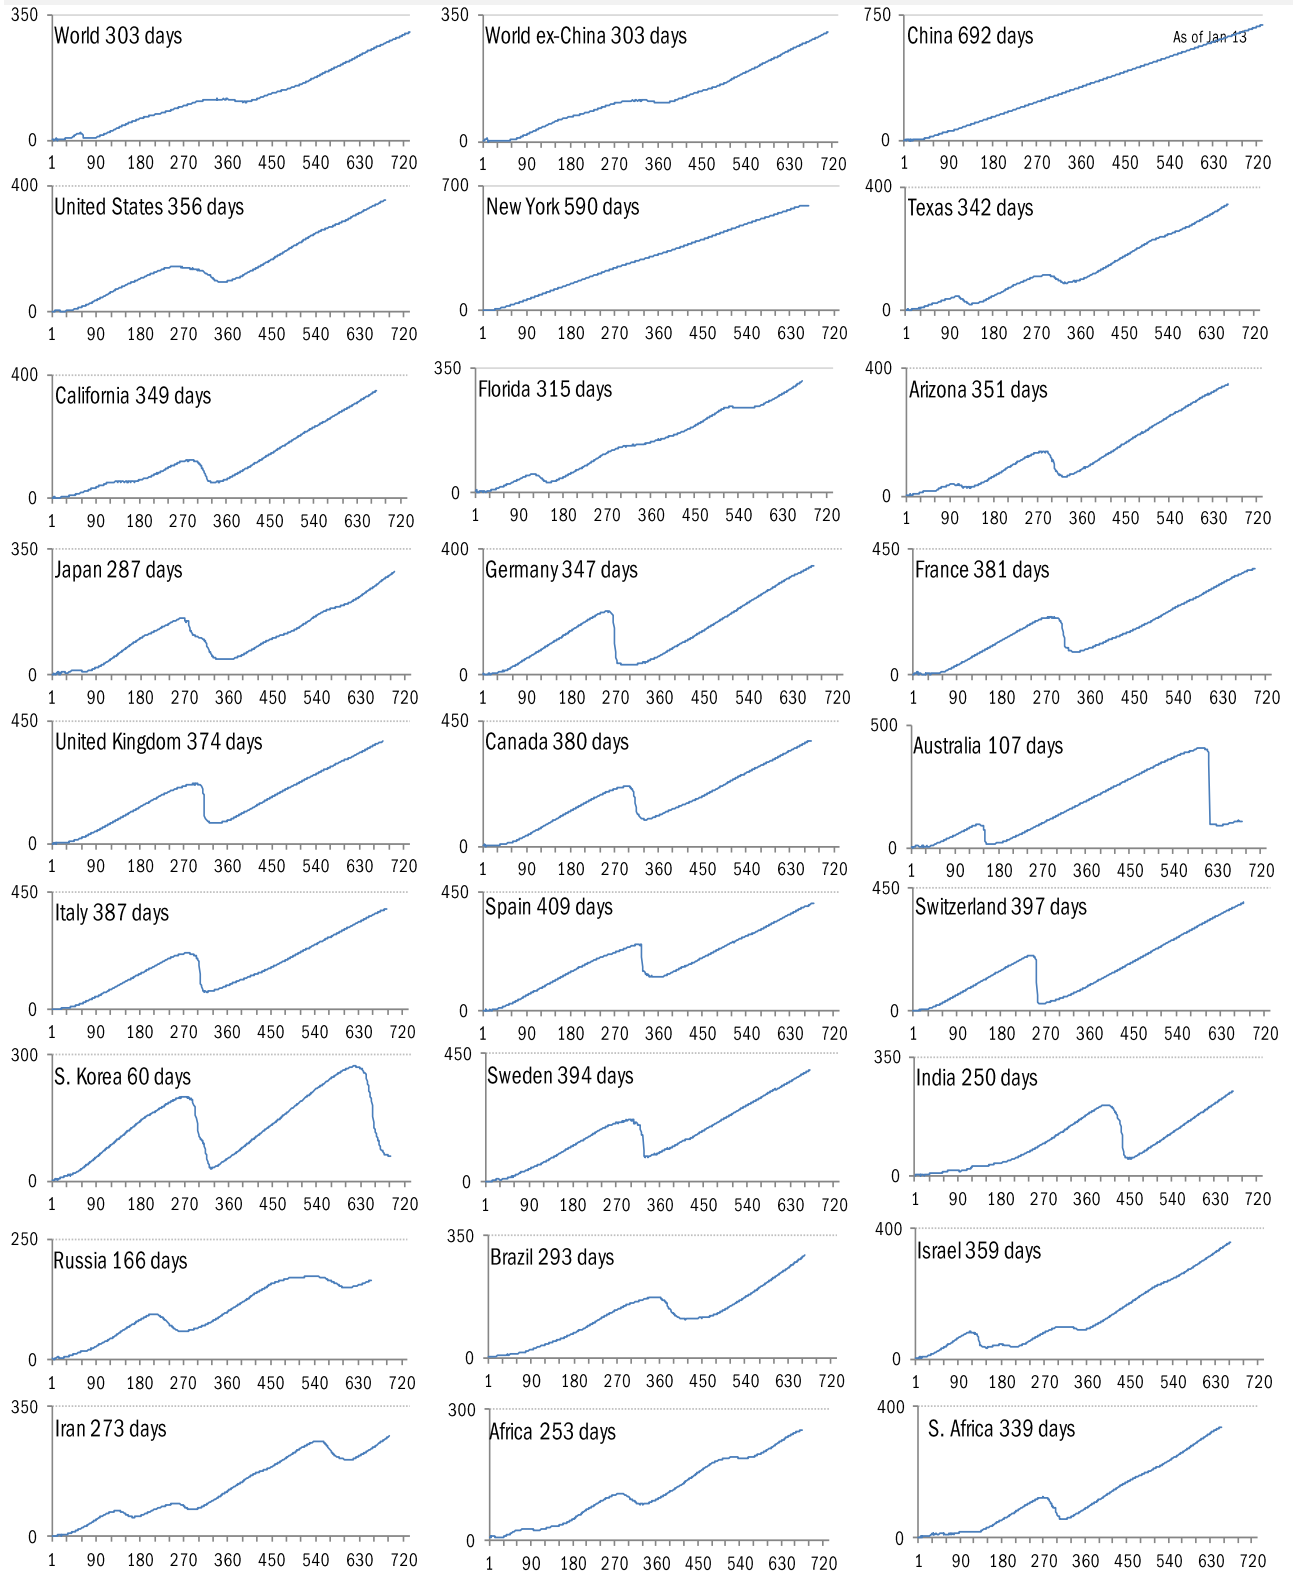 350
World 303 days
0
1 90 180 270 360 450 540 630 720
350
World ex-China 303 days
0
1 90 180 270 360 450 540 630 720
750
China 692 days
As of Jan 13
0
1 90 180 270 360 450 540 630 720
400
United States 356 days
0
1 90 180 270 360 450 540 630 720
700
New York 590 days
0
1 90 180 270 360 450 540 630 720
400
Texas 342 days
0
1 90 180 270 360 450 540 630 720
400
California 349 days
0
1 90 180 270 360 450 540 630 720
350
Florida 315 days
0
1 90 180 270 360 450 540 630 720
400
Arizona 351 days
0
1 90 180 270 360 450 540 630 720
350
Japan 287 days
0
1 90 180 270 360 450 540 630 720
400
Germany 347 days
0
1 90 180 270 360 450 540 630 720
450
France 381 days
0
1 90 180 270 360 450 540 630 720
450
United Kingdom 374 days
0
1 90 180 270 360 450 540 630 720
450
Canada 380 days
0
1 90 180 270 360 450 540 630 720
500
Australia 107 days
0
1 90 180 270 360 450 540 630 720
450
Italy 387 days
0
1 90 180 270 360 450 540 630 720
450
Spain 409 days
0
1 90 180 270 360 450 540 630 720
450
Switzerland 397 days
0
1 90 180 270 360 450 540 630 720
300
S. Korea 60 days
0
1 90 180 270 360 450 540 630 720
450
Sweden 394 days
0
1 90 180 270 360 450 540 630 720
350
India 250 days
0
1 90 180 270 360 450 540 630 720
250
Russia 166 days
0
1 90 180 270 360 450 540 630 720
350
Brazil 293 days
0
1 90 180 270 360 450 540 630 720
400
Israel 359 days
0
1 90 180 270 360 450 540 630 720
350
Iran 273 days
0
1 90 180 270 360 450 540 630 720
300
Africa 253 days
0
1 90 180 270 360 450 540 630 720
400
S. Africa 339 days
0
1 90 180 270 360 450 540 630 720